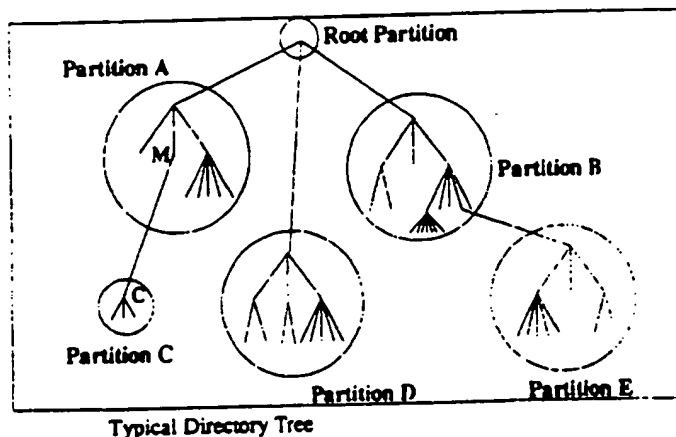 Root Partition
Partition A
M
Partition B
C
Partition C
Partition D
Partition E
Typical Directory Tree